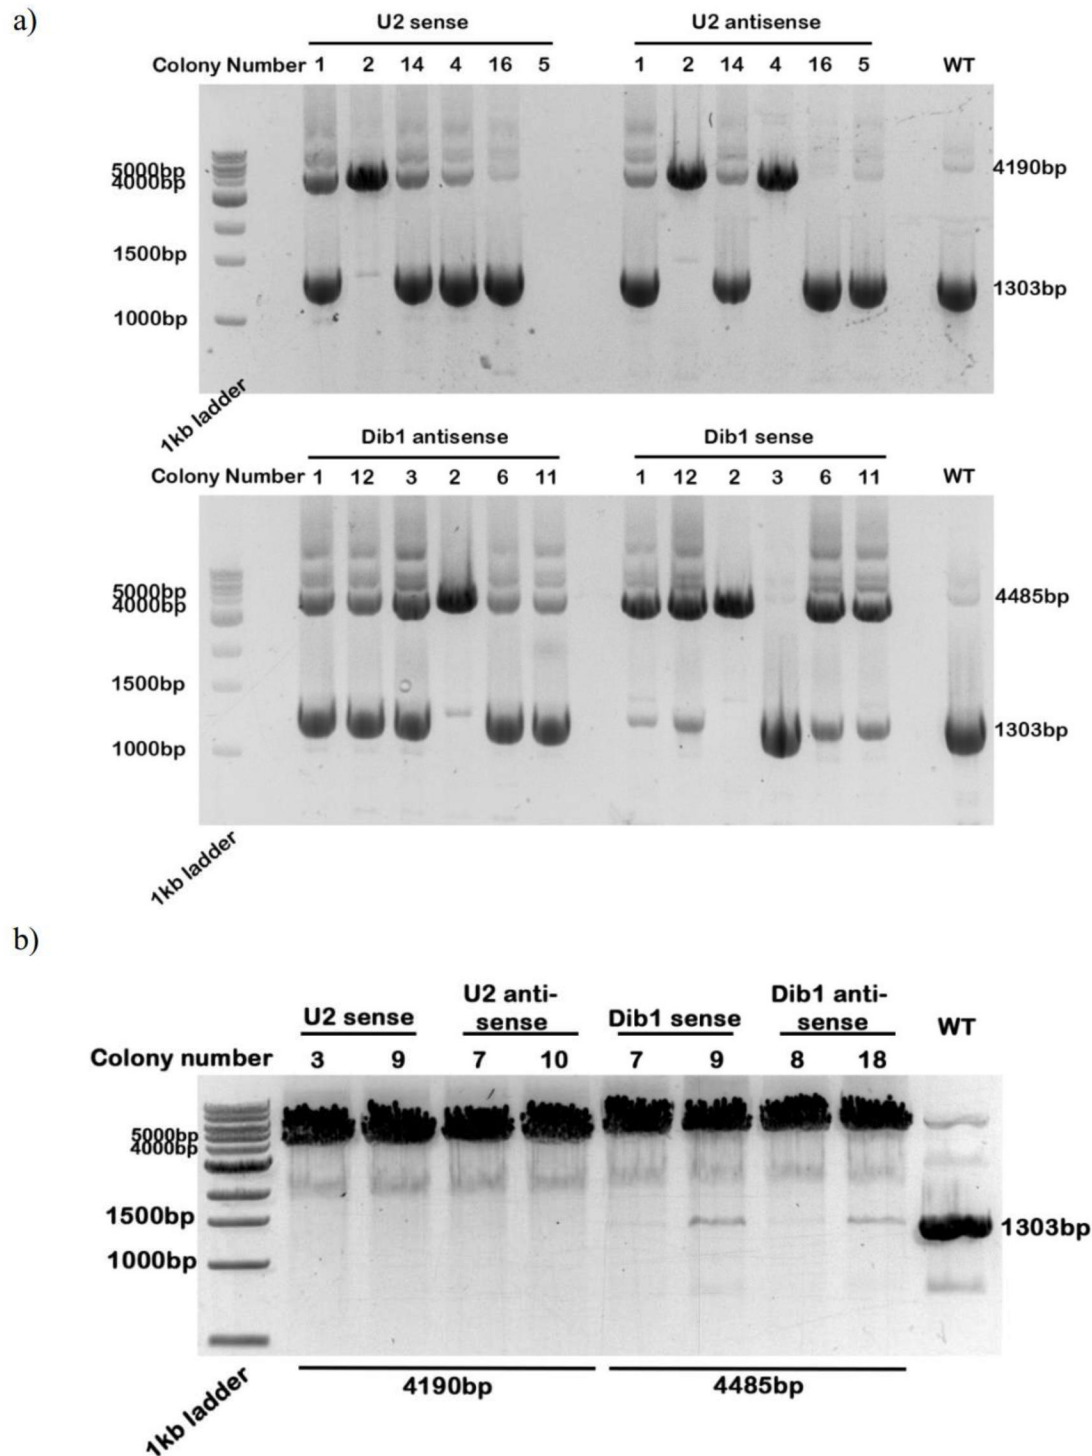 a)
U2 sense U2 antisense
Colony Number 1 2 14 4 16 5 1 2 14 4 16 5 WT
5000bp
4000bp
4190bp
1500bp
1303bp
1000bp
1kb ladder
Dib1 antisense Dib1 sense
Colony Number 1 12 3 2 6 11 1 12 2 3 6 11 WT
5000bp
4000bp
4485bp
1500bp
1303bp
1000bp
1kb ladder
b)
U2 sense U2 anti-
sense Dib1 sense Dib1 anti-
sense WT
Colony number 3 9 7 10 7 9 8 18
5000bp
4000bp
1500bp
1303bp
1000bp
1kb ladder
4190bp 4485bp